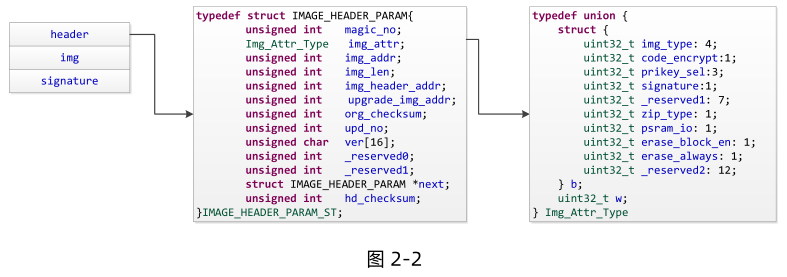 header
img
signature
typedef struct IMAGE_HEADER_PARAM{
unsigned int magic_no;
Img_Attr_Type img_attr;
unsigned int img_addr;
unsigned int img_len;
unsigned int img_header_addr;
unsigned int upgrade_img_addr;
unsigned int org_checksum;
unsigned int upd_no;
unsigned char ver[16];
unsigned int _reserved0;
unsigned int _reserved1;
struct IMAGE_HEADER_PARAM *next;
unsigned int hd_checksum;
}IMAGE_HEADER_PARAM_ST;
typedef union {
struct {
uint32_t img_type: 4;
uint32_t code_encrypt:1;
uint32_t prikey_sel:3;
uint32_t signature:1;
uint32_t _reserved1: 7;
uint32_t zip_type: 1;
uint32_t psram_io: 1;
uint32_t erase_block_en: 1;
uint32_t erase_always: 1;
uint32_t _reserved2: 12;
} b;
uint32_t w;
} Img_Attr_Type
图 2-2